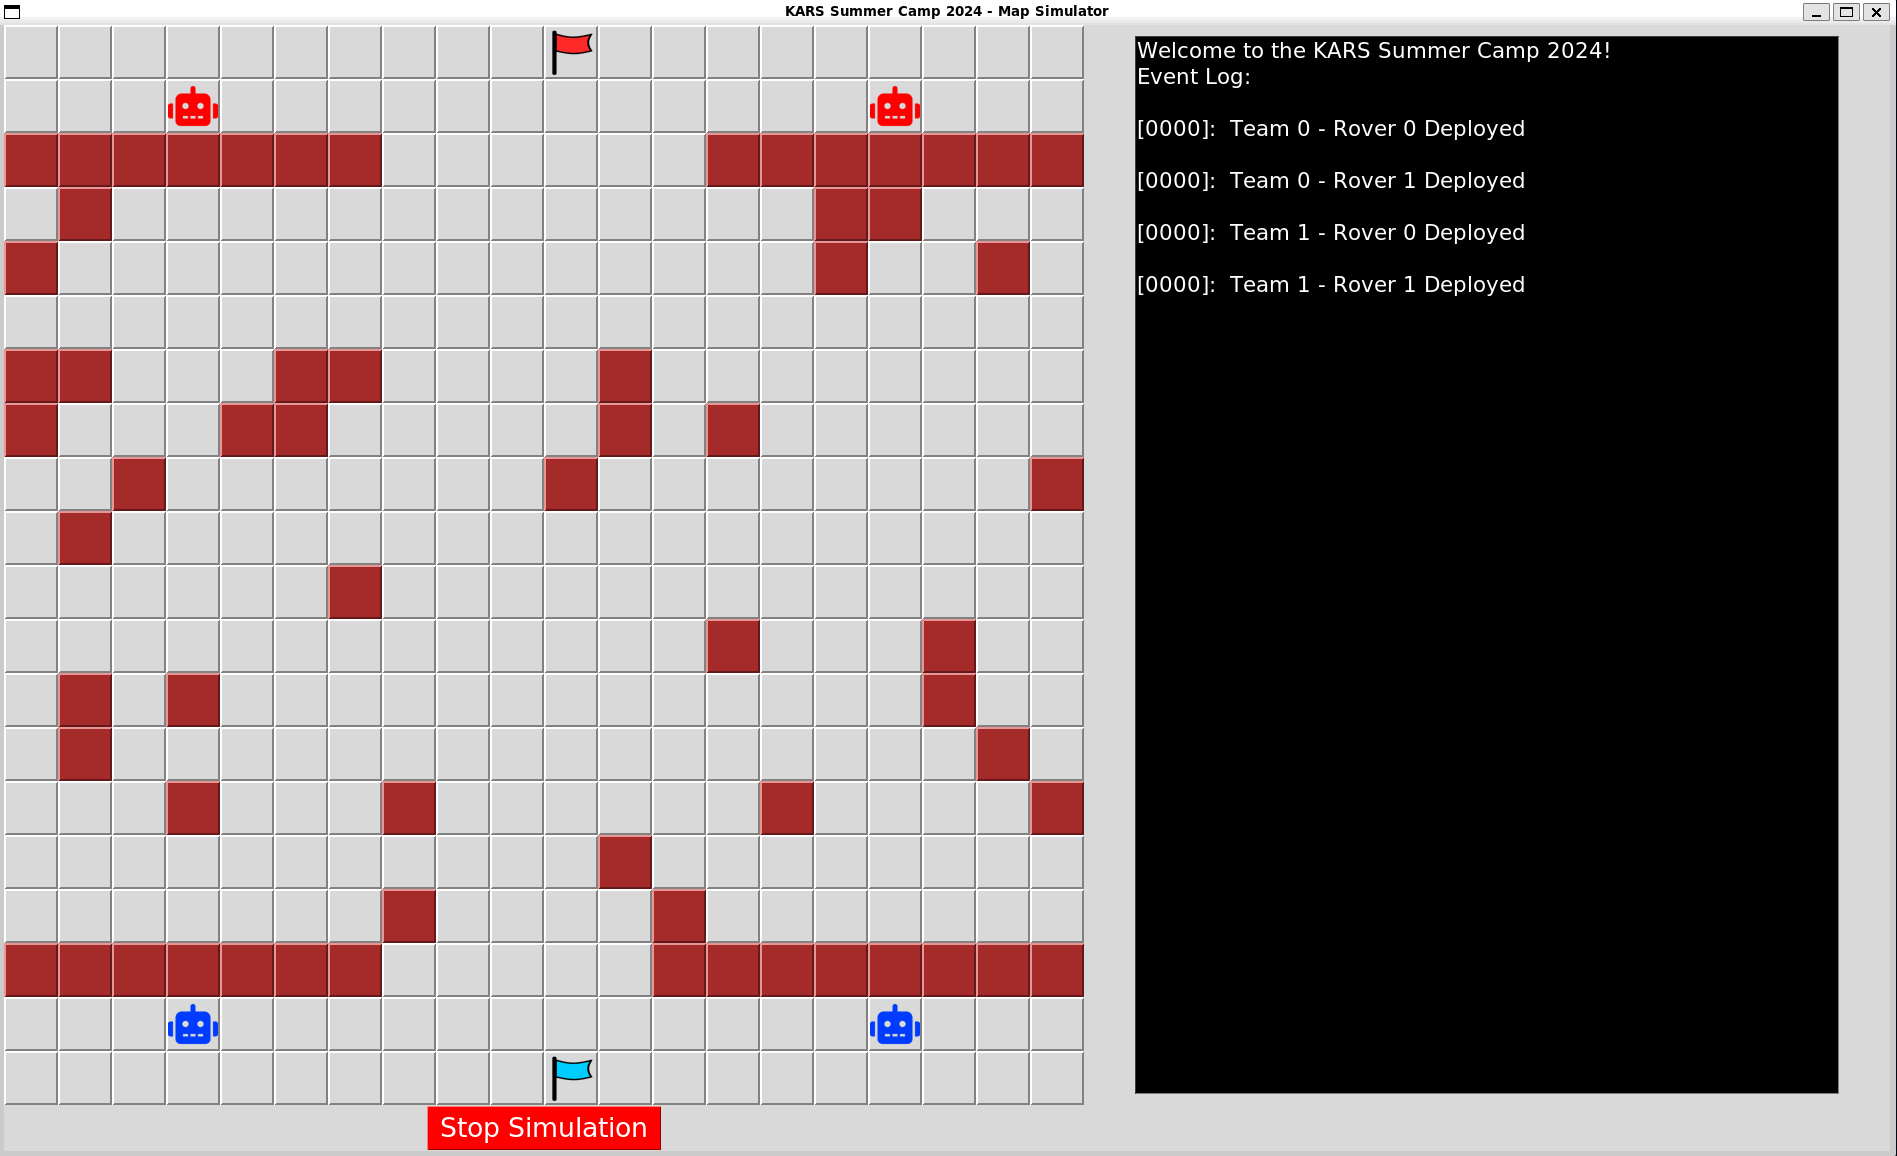 KARS Summer Camp 2024 - Map Simulator
Welcome to the KARS Summer Camp 2024!
Event Log:
[0000]:  Team 0 - Rover 0 Deployed
[0000]:  Team 0 - Rover 1 Deployed
[0000]:  Team 1 - Rover 0 Deployed
[0000]:  Team 1 - Rover 1 Deployed
Stop Simulation